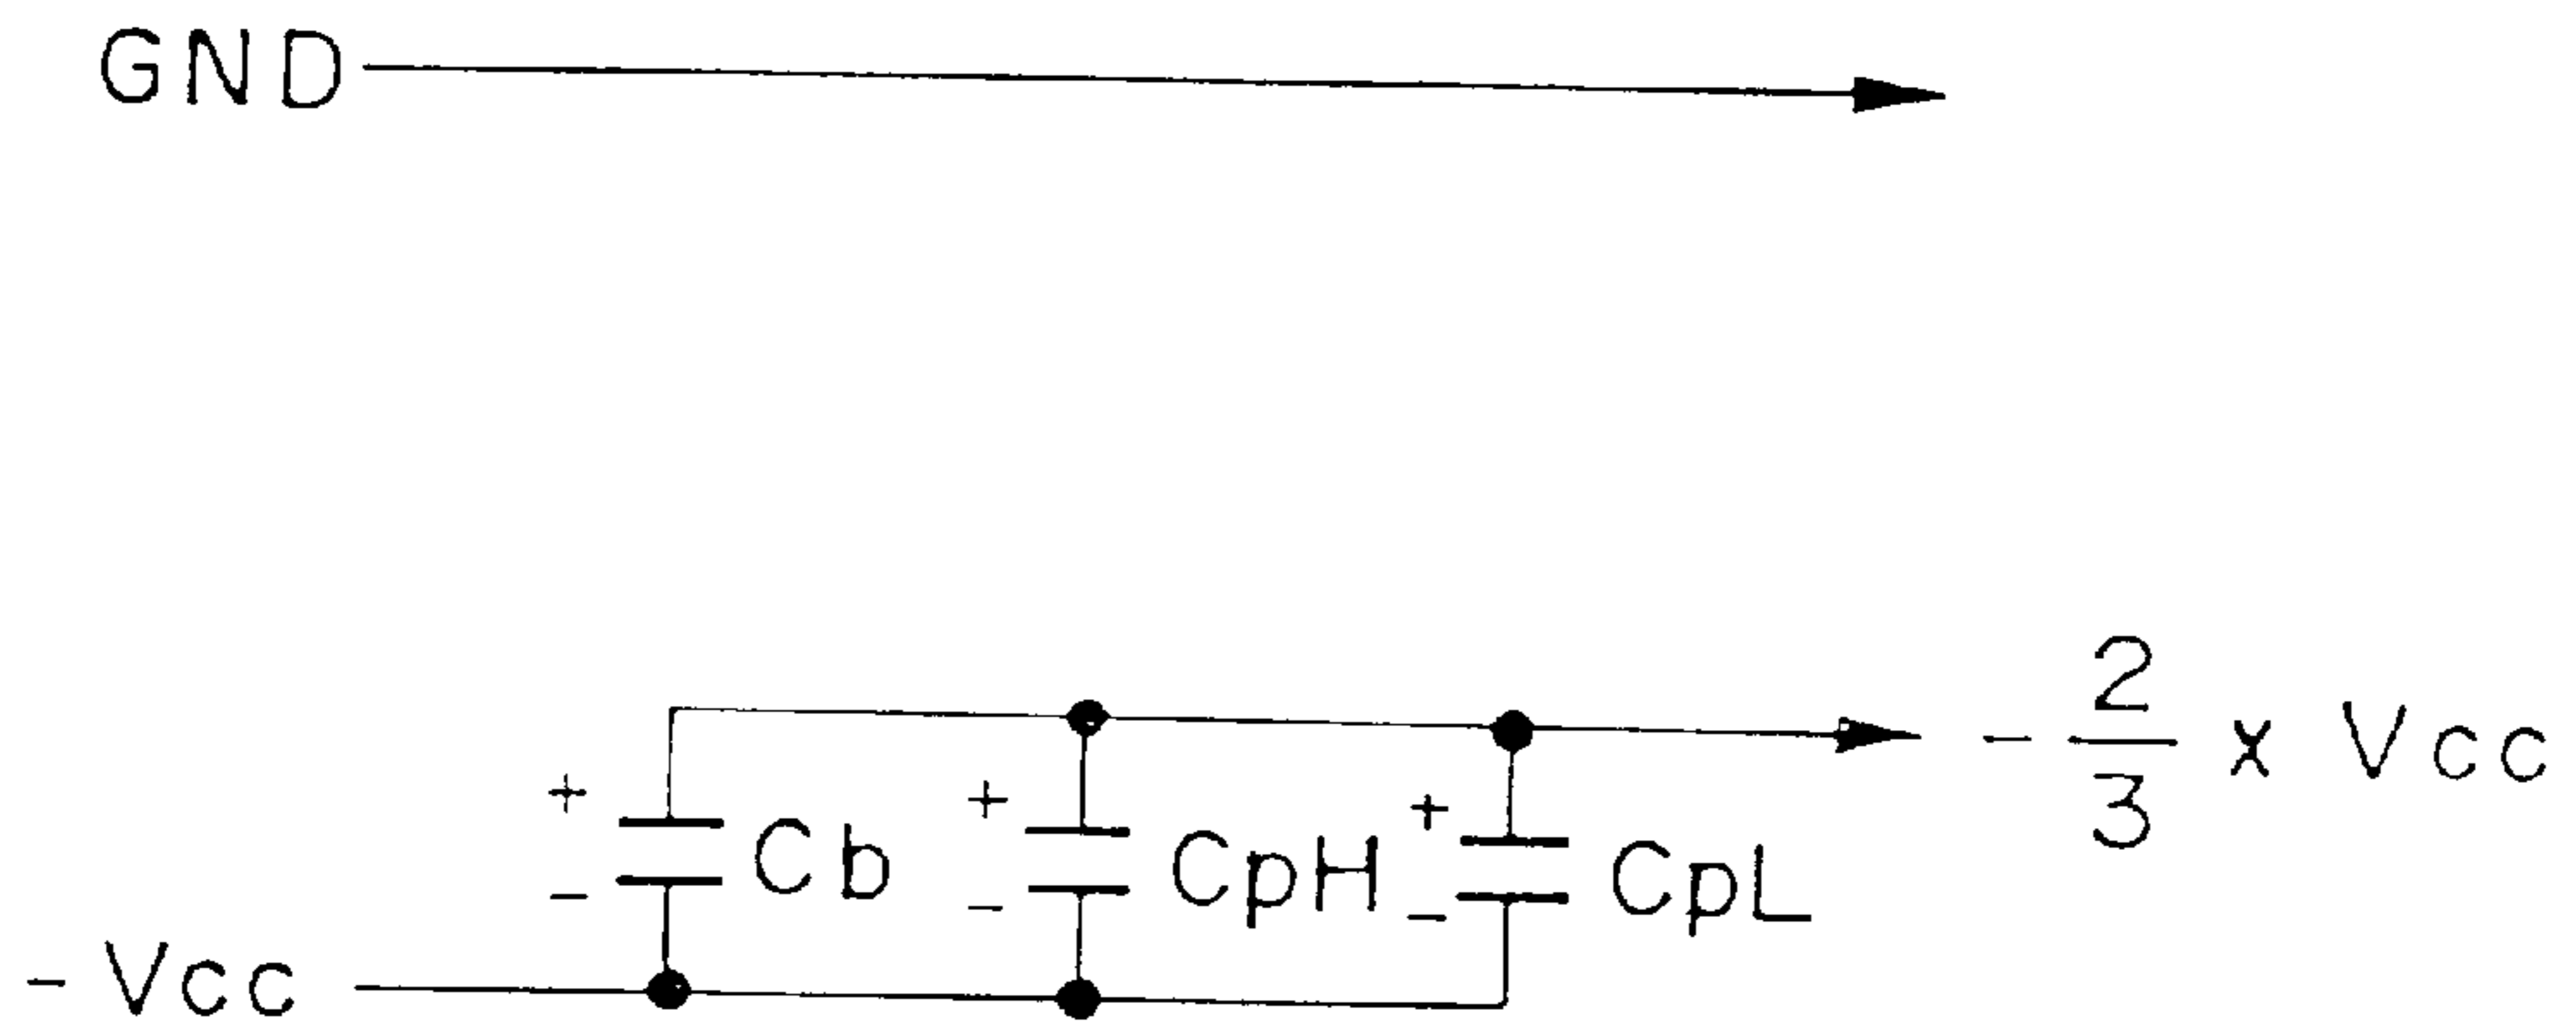 GND
- 2/3 x Vcc
+ + +
Cb CpH CpL
- - -
-Vcc